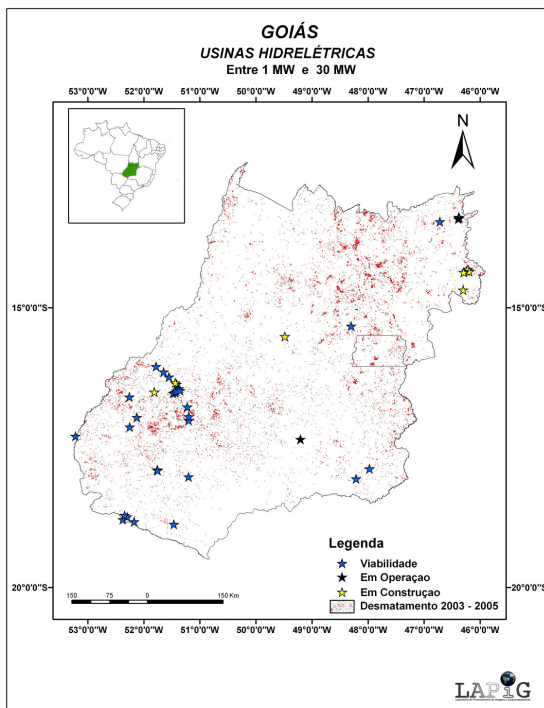 GOIÁS
USINAS HIDRELÉTRICAS
Entre 1 MW e 30 MW
53°0'0"S 52°0'0"S 51°0'0"S 50°0'0"S 49°0'0"S 48°0'0"S 47°0'0"S 46°0'0"S
N
15°0'0"S 15°0'0"S
Legenda
Viabilidade
Em Operaçao
Em Construçao
Desmatamento 2003 - 2005
150 75 0 150 Km
20°0'0"S 20°0'0"S
53°0'0"S 52°0'0"S 51°0'0"S 50°0'0"S 49°0'0"S 48°0'0"S 47°0'0"S 46°0'0"S
LAPiG